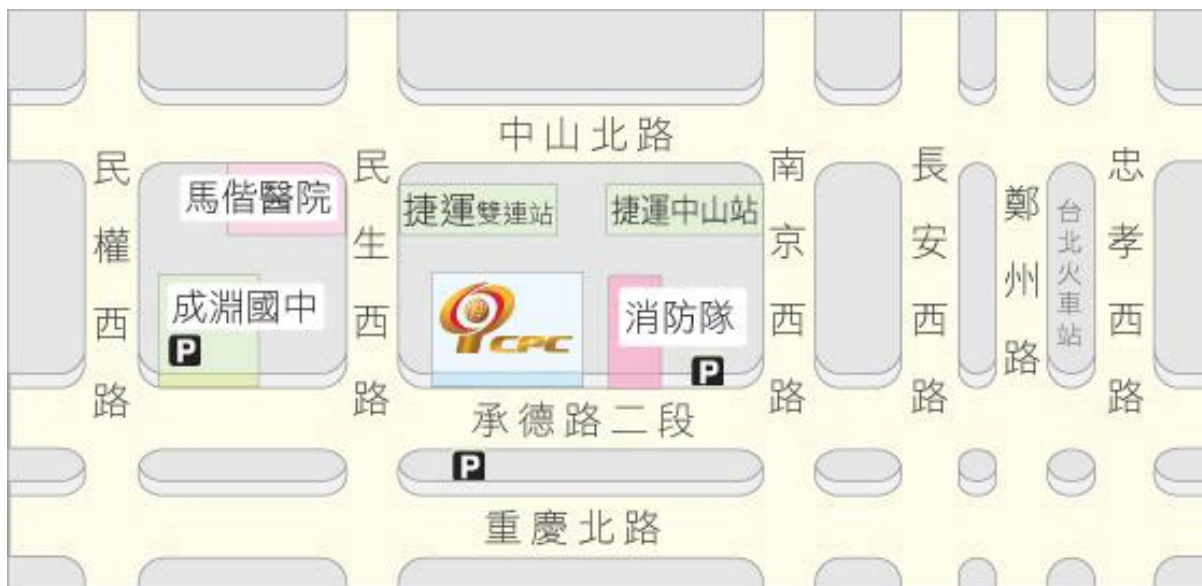 中山北路
民權西路
馬偕醫院
民生西路
捷運雙連站
捷運中山站
南京西路
長安西路
鄭州路
台北火車站
忠孝西路
成淵國中
P
CPC
消防隊
P
承德路二段
P
重慶北路